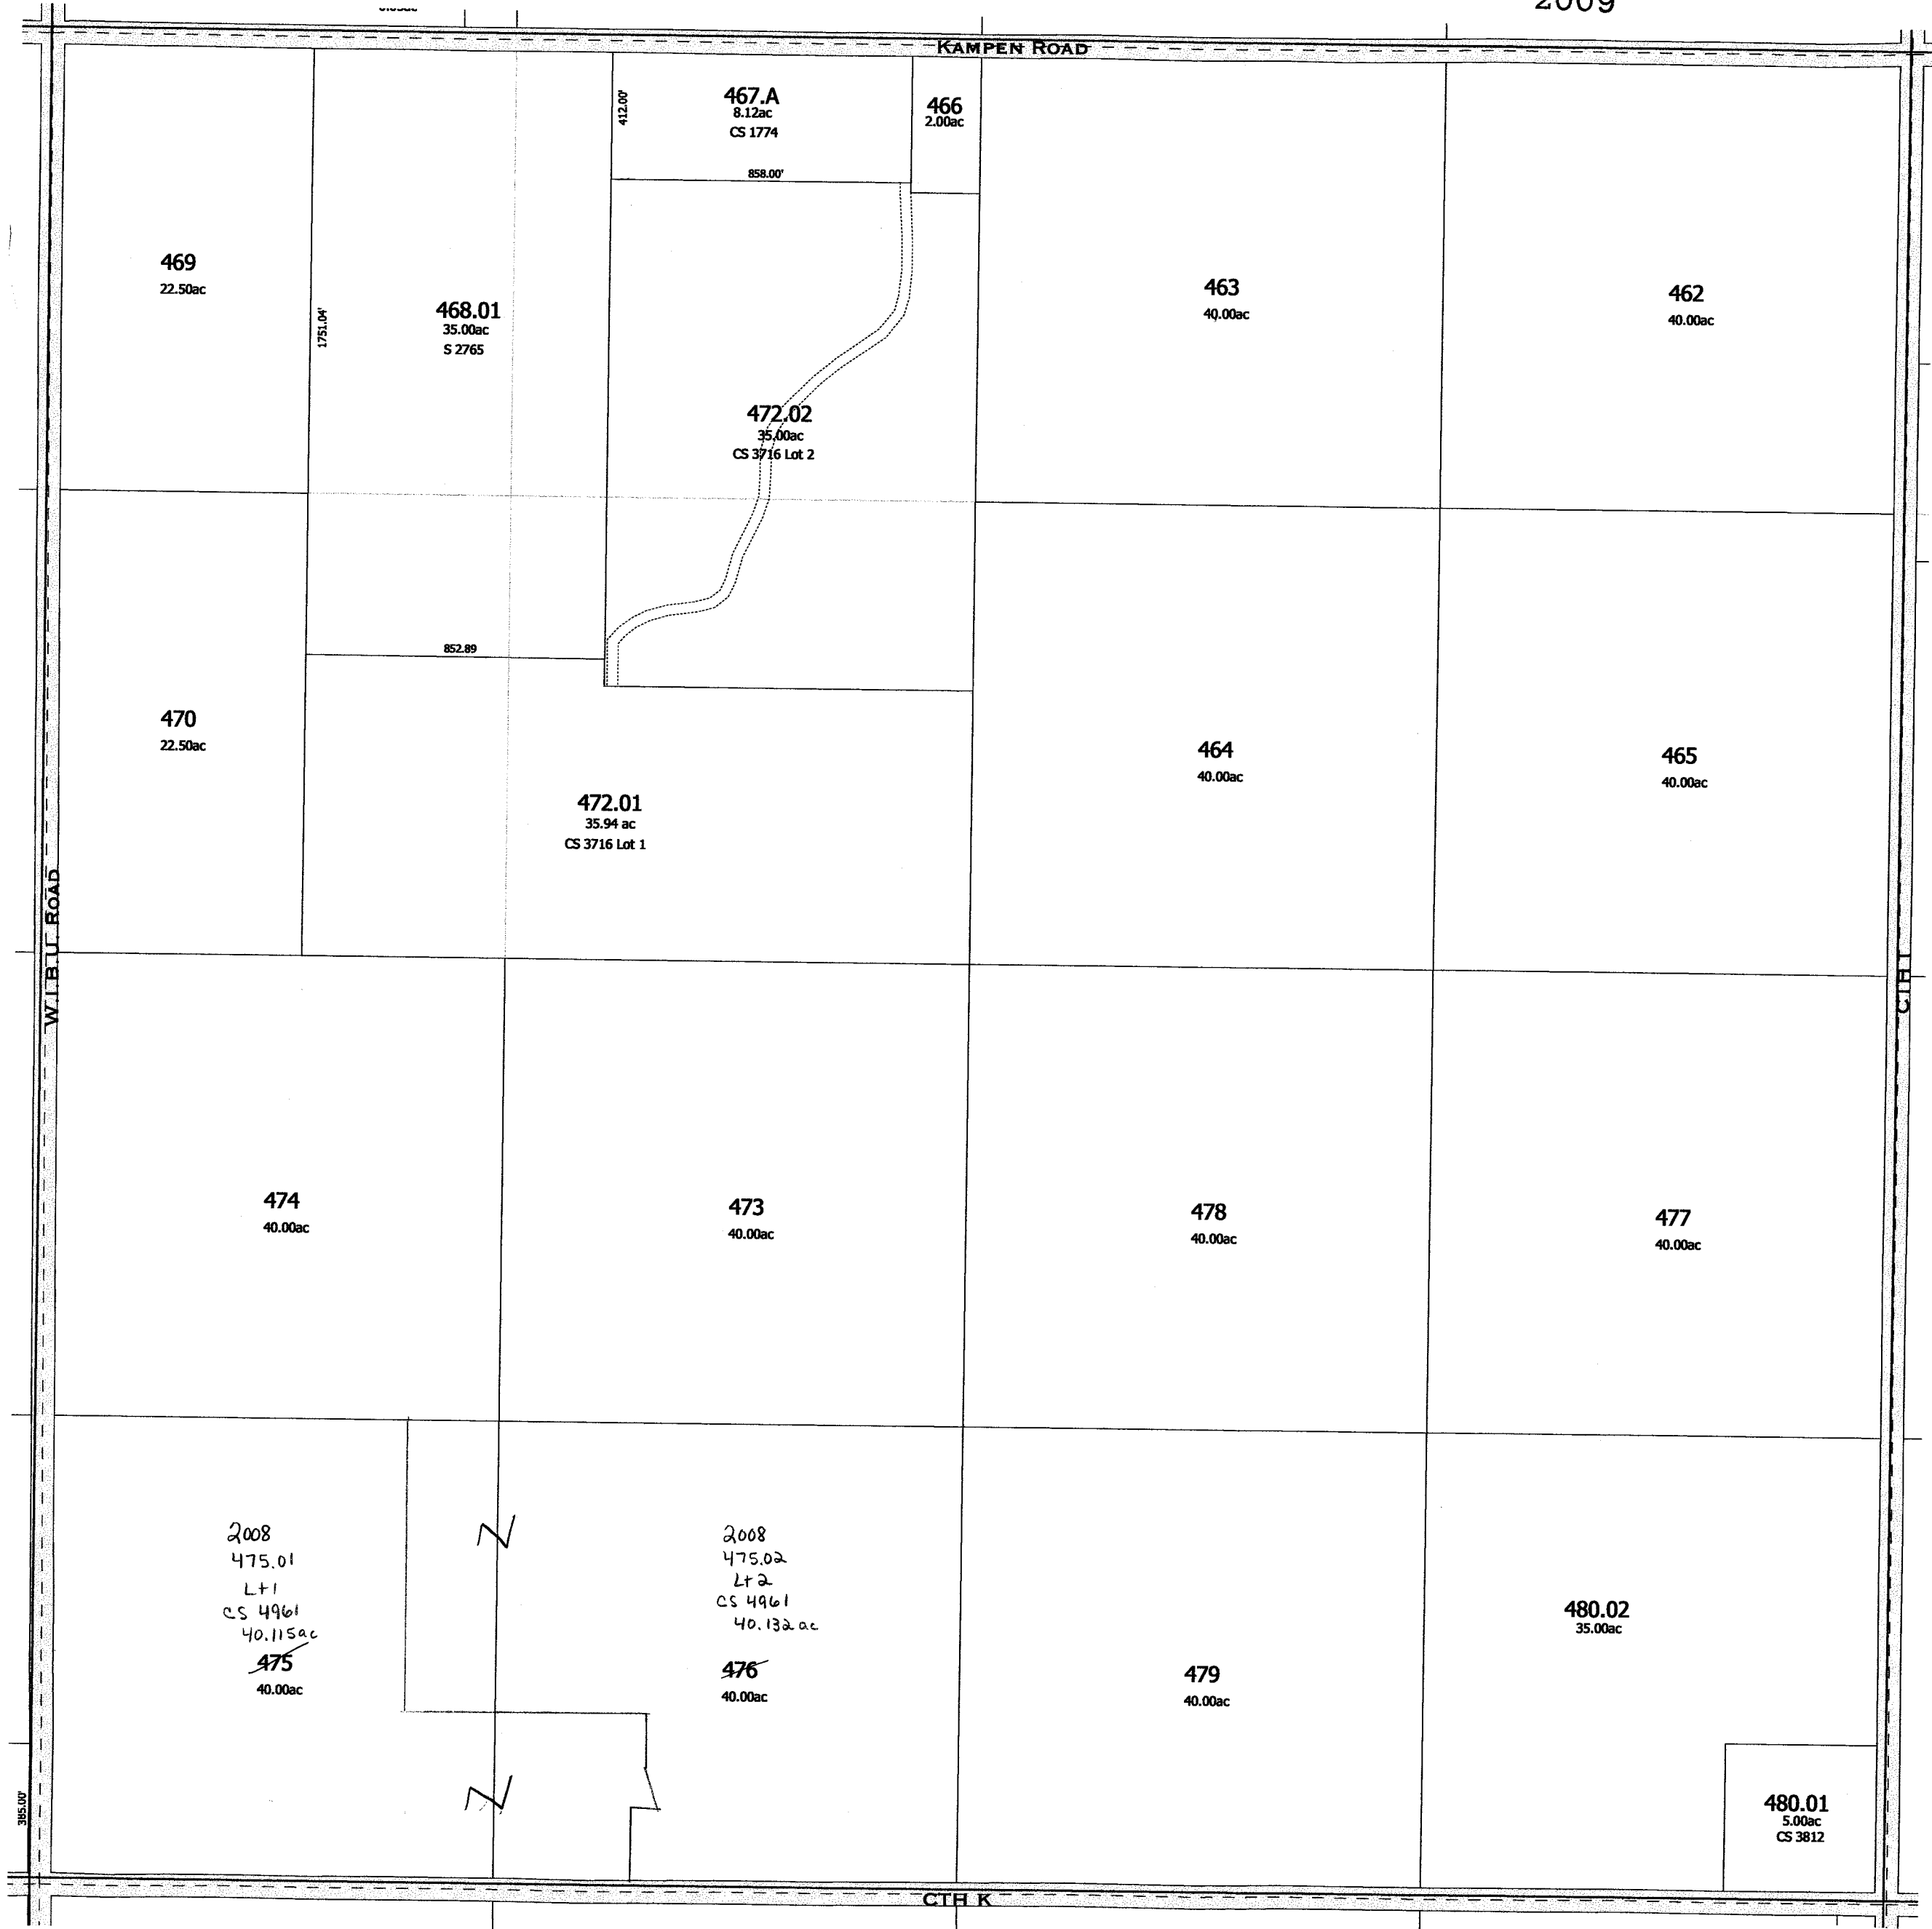 2009
KAMPEN ROAD
412.00'
467.A
8.12ac
CS 1774
858.00'
466
2.00ac
469
22.50ac
1751.04'
468.01
35.00ac
S 2765
472.02
35.00ac
CS 3716 Lot 2
463
40.00ac
462
40.00ac
852.89
470
22.50ac
472.01
35.94 ac
CS 3716 Lot 1
464
40.00ac
465
40.00ac
W.I.B.U. ROAD
474
40.00ac
473
40.00ac
478
40.00ac
477
40.00ac
2008
475.01
Lt 1
CS 4961
40.115ac
475
40.00ac
2008
475.02
Lt 2
CS 4961
40.132 ac
476
40.00ac
479
40.00ac
480.02
35.00ac
480.01
5.00ac
CS 3812
385.00'
CTH K